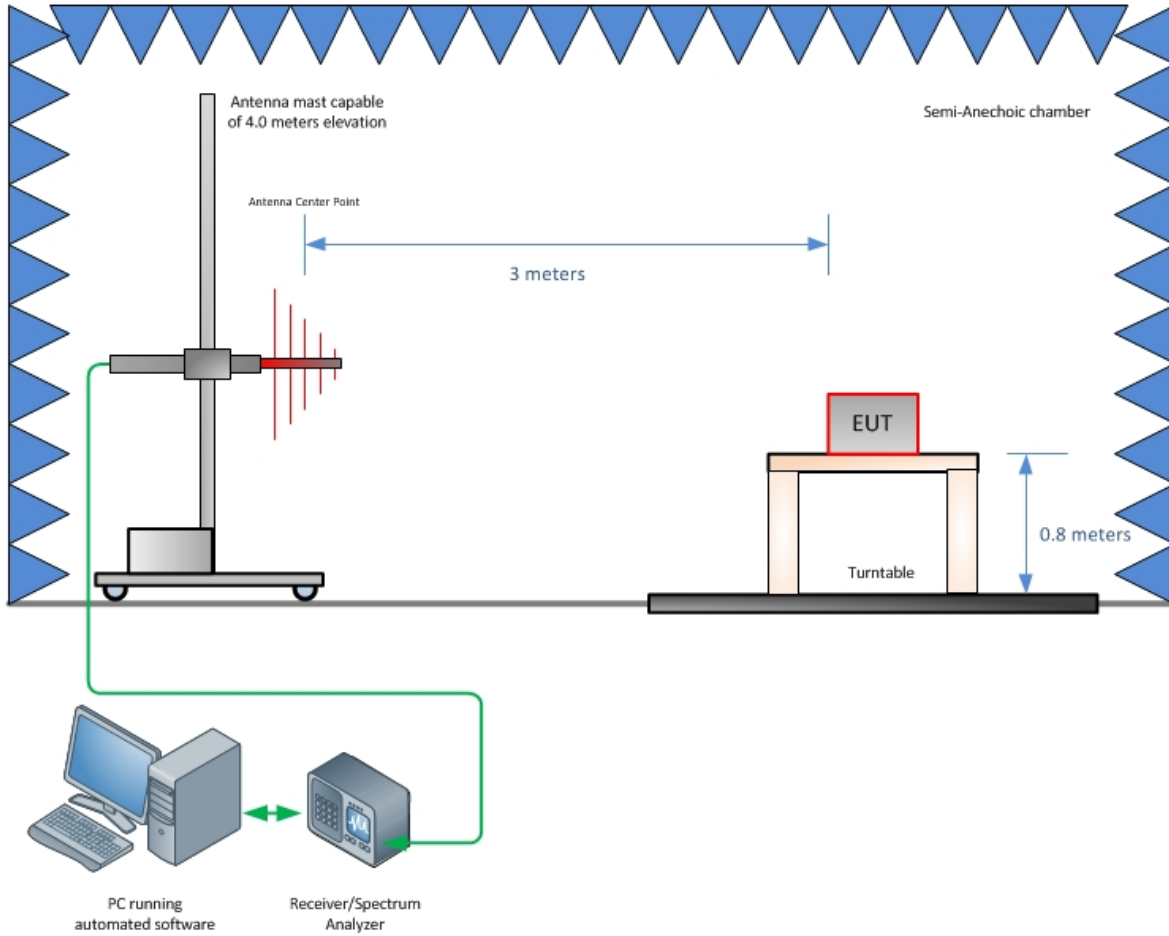 Antenna mast capable
of 4.0 meters elevation
Semi-Anechoic chamber
Antenna Center Point
3 meters
EUT
0.8 meters
Turntable
PC running
automated software
Receiver/Spectrum
Analyzer